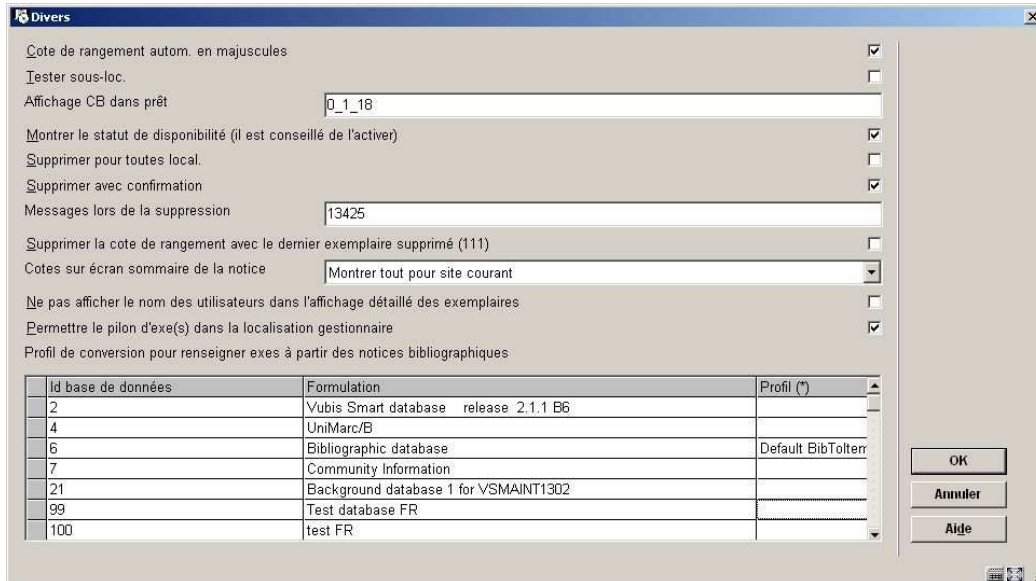 Divers
Cote de rangement autom. en majuscules
Tester sous-loc.
Affichage CB dans prêt 0_1_18
Montrer le statut de disponibilité (il est conseillé de l'activer)
Supprimer pour toutes local.
Supprimer avec confirmation
Messages lors de la suppression 13425
Supprimer la cote de rangement avec le dernier exemplaire supprimé (111)
Cotes sur écran sommaire de la notice Montrer tout pour site courant
Ne pas afficher le nom des utilisateurs dans l'affichage détaillé des exemplaires
Permettre le pilon d'exe(s) dans la localisation gestionnaire
Profil de conversion pour renseigner exes à partir des notices bibliographiques
Id base de données Formulation Profil (*)
2 Vubis Smart database release 2.1.1 B6
4 UniMarc/B
6 Bibliographic database Default BibToItem
7 Community Information
21 Background database 1 for VSMAINT1302
99 Test database FR
100 test FR
OK
Annuler
Aide